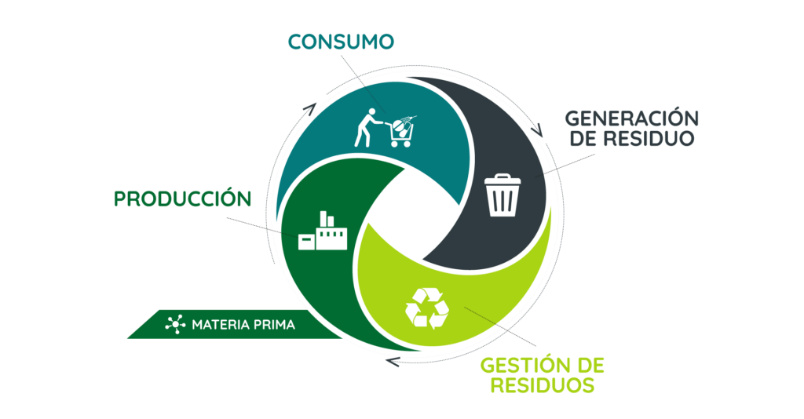 CONSUMO
GENERACIÓN
DE RESIDUO
PRODUCCIÓN
MATERIA PRIMA
GESTIÓN DE
RESIDUOS